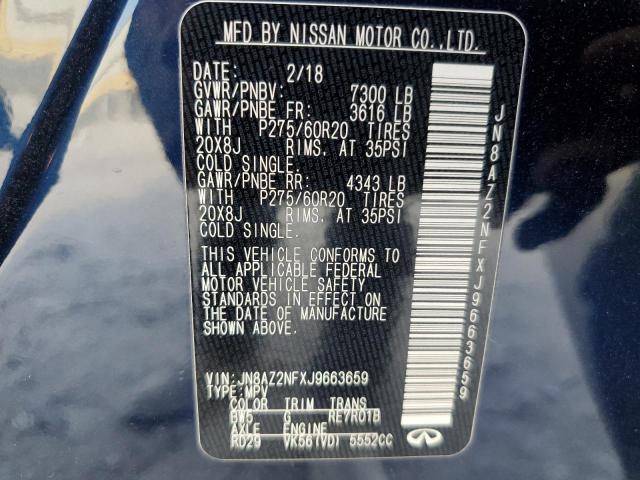 MFD BY NISSAN MOTOR CO.,LTD.
DATE: 2/18
GVWR/PNBV: 7300 LB
GAWR/PNBE FR: 3616 LB
WITH P275/60R20 TIRES
20X8J RIMS, AT 35PSI
COLD SINGLE.
GAWR/PNBE RR: 4343 LB
WITH P275/60R20 TIRES
20X8J RIMS, AT 35PSI
COLD SINGLE.
THIS VEHICLE CONFORMS TO
ALL APPLICABLE FEDERAL
MOTOR VEHICLE SAFETY
STANDARDS IN EFFECT ON
THE DATE OF MANUFACTURE
SHOWN ABOVE.
VIN:JN8AZ2NFXJ9663659
TYPE:MPV
COLOR TRIM TRANS
BW5 G RE7R01B
AXLE ENGINE
RD29 VK56(VD) 5552CC
JN8AZ2NFXJ9663659